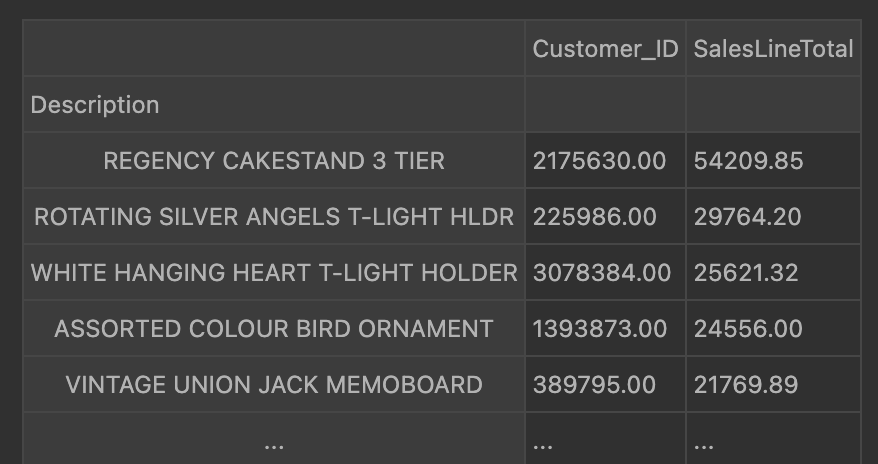 Customer_ID SalesLineTotal
Description
REGENCY CAKESTAND 3 TIER 2175630.00 54209.85
ROTATING SILVER ANGELS T-LIGHT HLDR 225986.00 29764.20
WHITE HANGING HEART T-LIGHT HOLDER 3078384.00 25621.32
ASSORTED COLOUR BIRD ORNAMENT 1393873.00 24556.00
VINTAGE UNION JACK MEMOBOARD 389795.00 21769.89
... ... ...